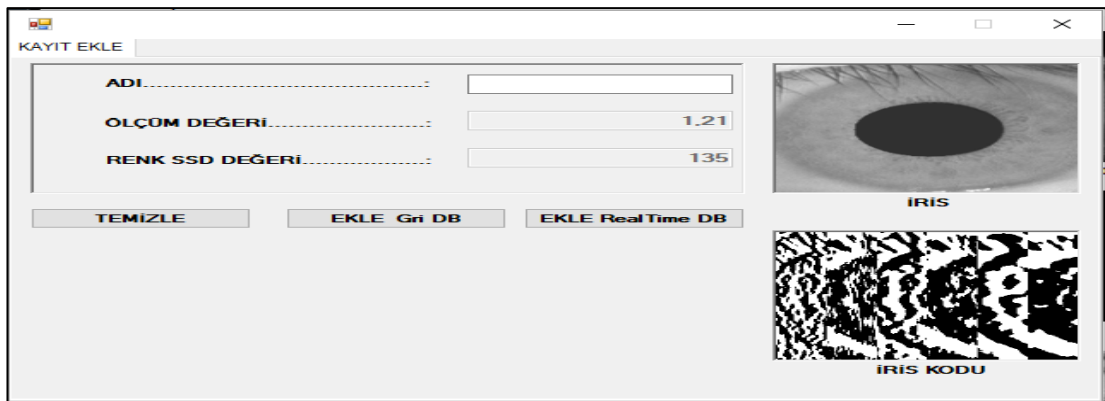 KAYIT EKLE
ADI.......................................:
ÖLÇÜM DEĞERİ......................: 1,21
RENK SSD DEĞERİ.................: 135
TEMİZLE EKLE Gri DB EKLE RealTime DB
İRİS
İRİS KODU